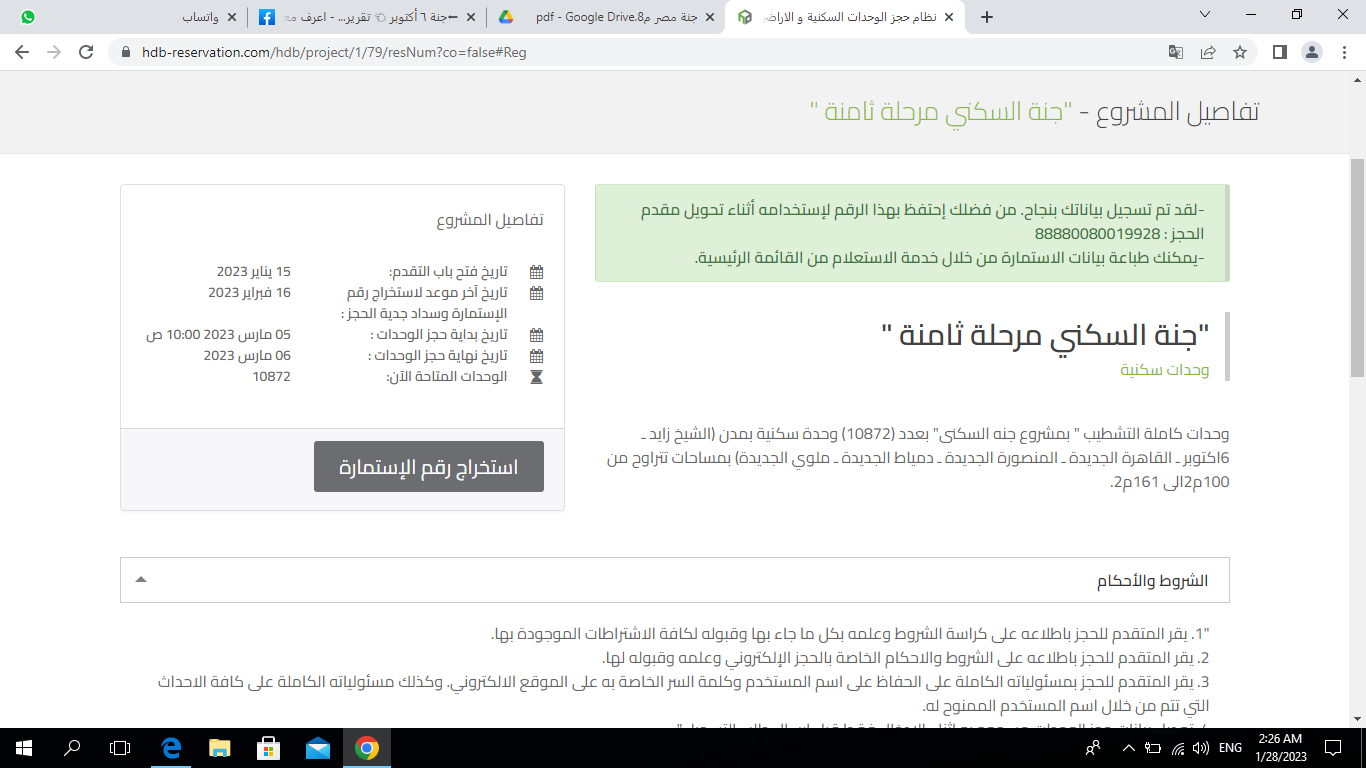 واتساب
⬅جنة ٦ أكتوبر 👈 تقرير... - اعرف مع
جنة مصر م8.pdf - Google Drive
نظام حجز الوحدات السكنية و الاراض
hdb-reservation.com/hdb/project/1/79/resNum?co=false#Reg
تفاصيل المشروع - "جنة السكني مرحلة ثامنة "
-لقد تم تسجيل بياناتك بنجاح. من فضلك إحتفظ بهذا الرقم لإستخدامه أثناء تحويل مقدم
الحجز : 88880080019928
-يمكنك طباعة بيانات الاستمارة من خلال خدمة الاستعلام من القائمة الرئيسية.
"جنة السكني مرحلة ثامنة "
وحدات سكنية
وحدات كاملة التشطيب " بمشروع جنه السكنى" بعدد (10872) وحدة سكنية بمدن (الشيخ زايد ـ
6اكتوبر ـ القاهرة الجديدة ـ المنصورة الجديدة ـ دمياط الجديدة ـ ملوي الجديدة) بمساحات تتراوح من
100م2الى 161م2.
تفاصيل المشروع
تاريخ فتح باب التقدم: 15 يناير 2023
تاريخ آخر موعد لاستخراج رقم 16 فبراير 2023
الإستمارة وسداد جدية الحجز :
تاريخ بداية حجز الوحدات : 05 مارس 2023 10:00 ص
تاريخ نهاية حجز الوحدات : 06 مارس 2023
الوحدات المتاحة الآن: 10872
استخراج رقم الإستمارة
الشروط والأحكام
"1. يقر المتقدم للحجز باطلاعه على كراسة الشروط وعلمه بكل ما جاء بها وقبوله لكافة الاشتراطات الموجودة بها.
2. يقر المتقدم للحجز باطلاعه على الشروط والاحكام الخاصة بالحجز الإلكتروني وعلمه وقبوله لها.
3. يقر المتقدم للحجز بمسئولياته الكاملة على الحفاظ على اسم المستخدم وكلمة السر الخاصة به على الموقع الالكتروني. وكذلك مسئولياته الكاملة على كافة الاحداث
التي تتم من خلال اسم المستخدم الممنوح له.
ENG
2:26 AM
1/28/2023